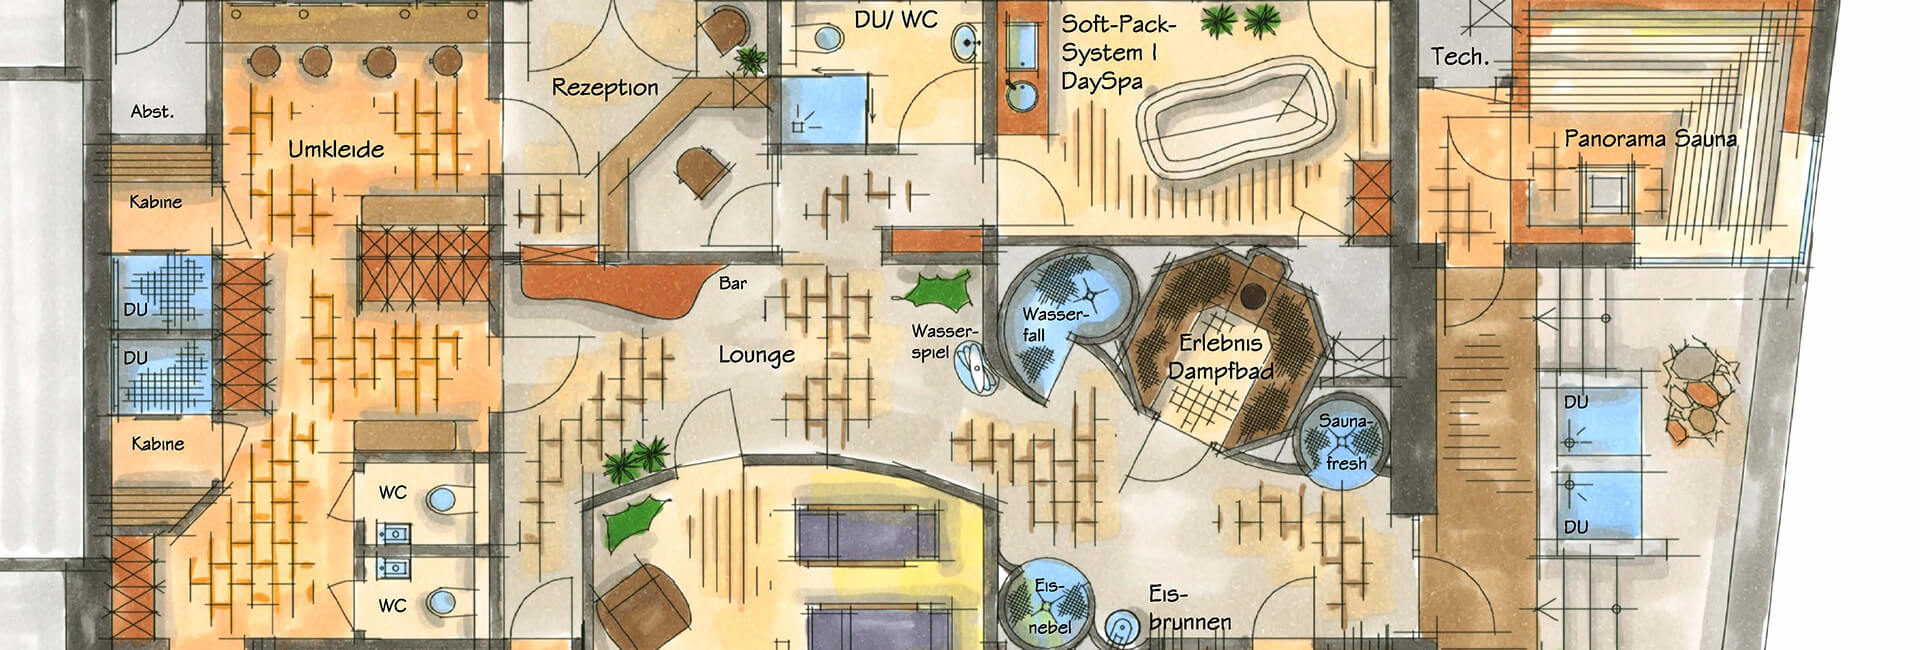 DU/ WC
Soft-Pack-
System I
DaySpa
Tech.
Rezeption
Abst.
Umkleide
Panorama Sauna
Kabine
Bar
DU
Wasser-
fall
Wasser-
spiel
Lounge
Erlebnis
Dampfbad
DU
DU
Sauna-
fresh
Kabine
WC
DU
Eis-
nebel
Eis-
brunnen
WC